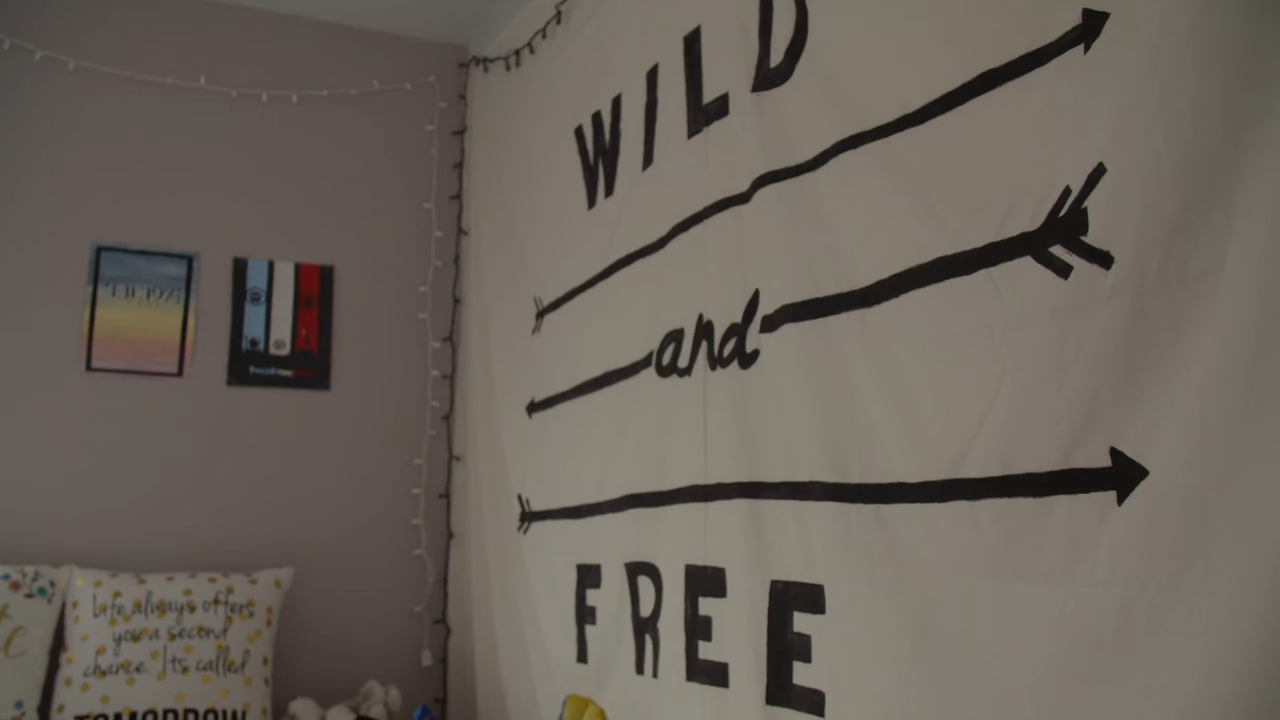 WILD
and
FREE
Life always offers
you a second
chance. Its called
TOMORROW